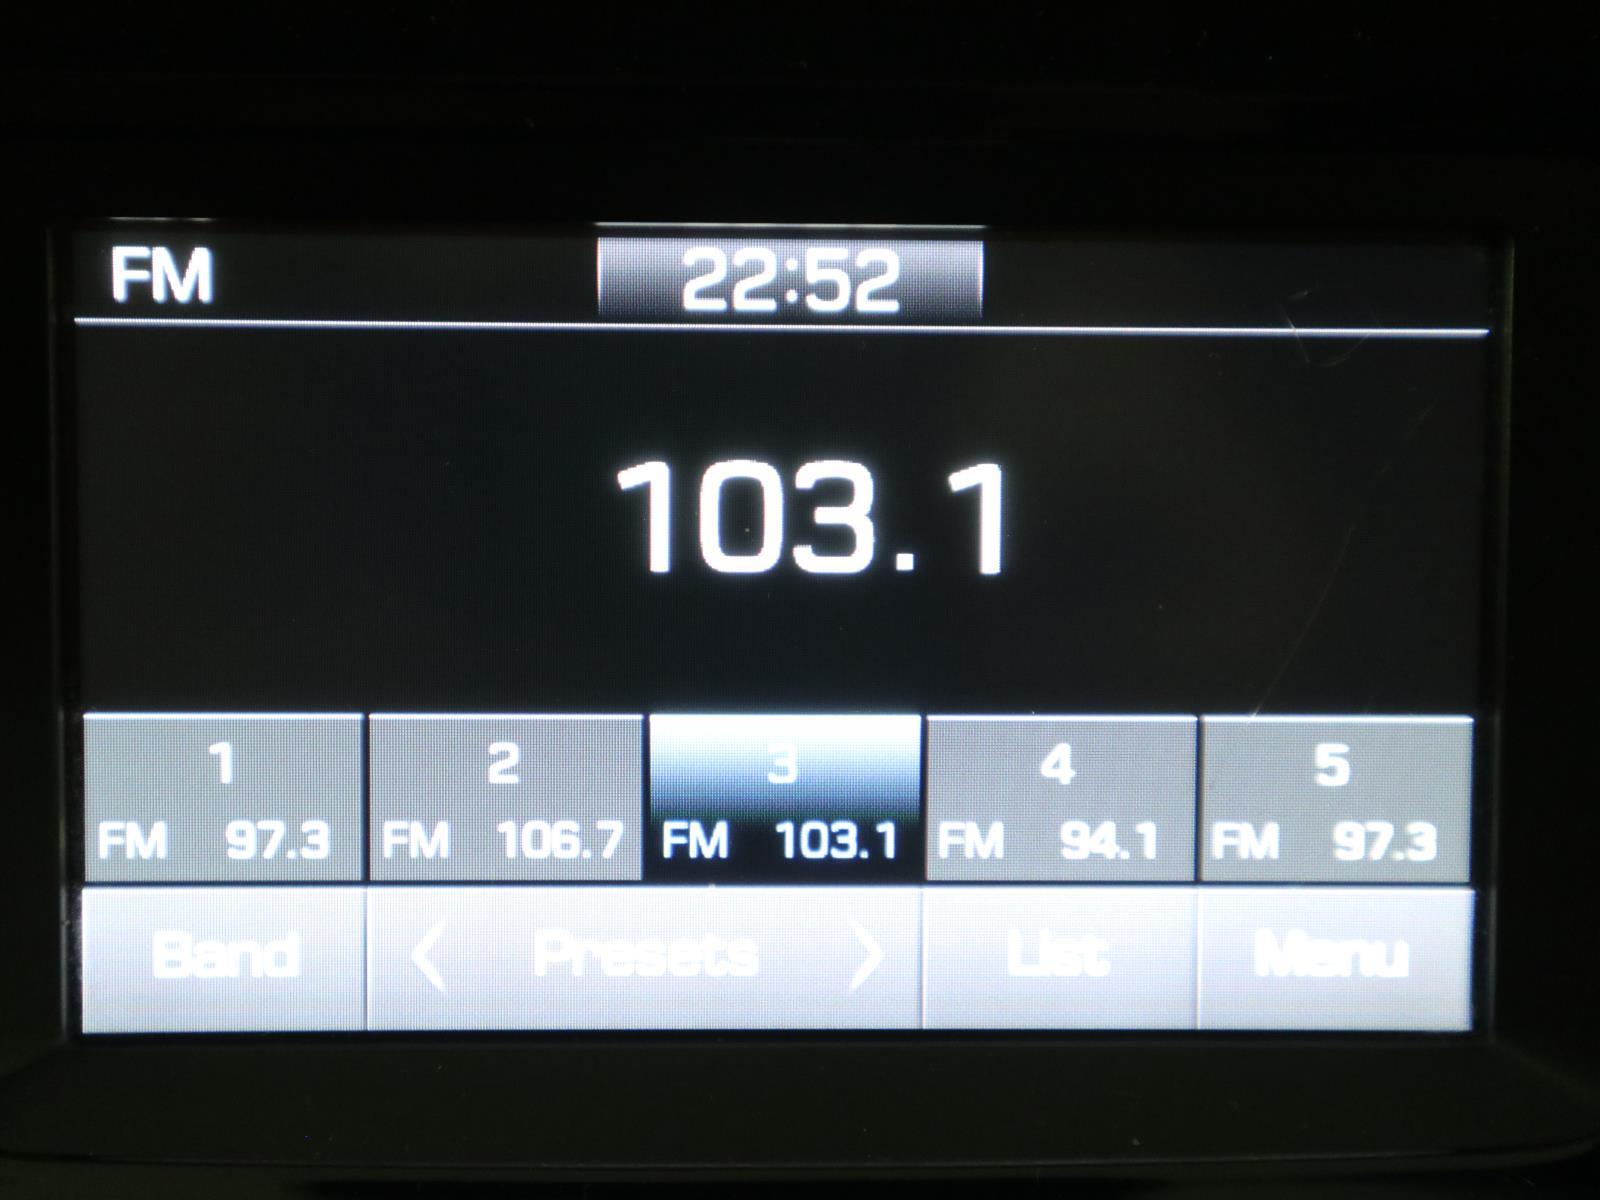 FM 22:52
103.1
1 2 3 4 5
FM 97.3 FM 106.7 FM 103.1 FM 94.1 FM 97.3
Band < Presets > List Menu